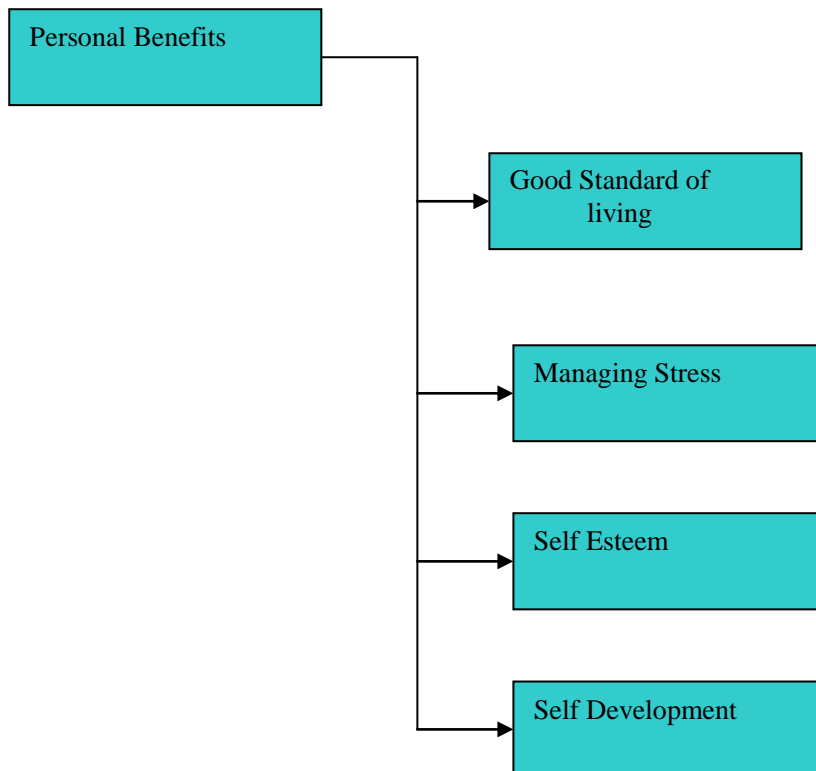 Personal Benefits
Good Standard of
living
Managing Stress
Self Esteem
Self Development